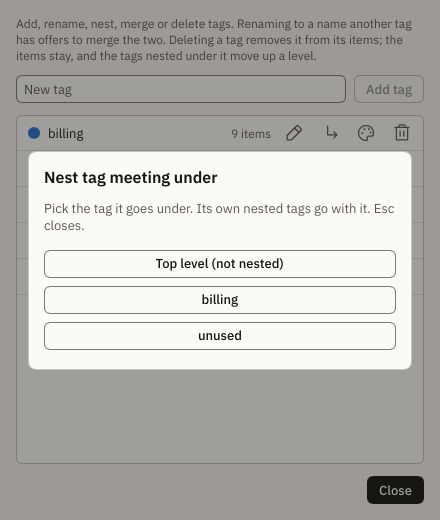 Add, rename, nest, merge or delete tags. Renaming to a name another tag
has offers to merge the two. Deleting a tag removes it from its items; the
items stay, and the tags nested under it move up a level.
New tag
Add tag
billing
9 items
Nest tag meeting under
Pick the tag it goes under. Its own nested tags go with it. Esc
closes.
Top level (not nested)
billing
unused
Close